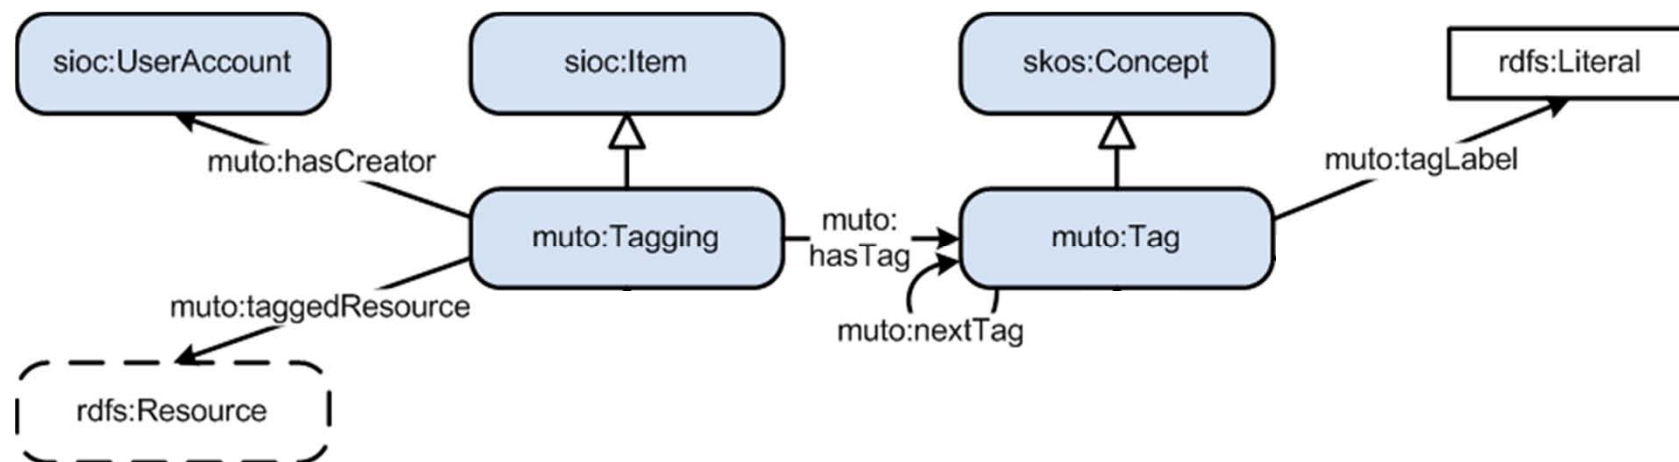 sioc:UserAccount
sioc:Item
skos:Concept
rdfs:Literal
muto:hasCreator
muto:tagLabel
muto:Tagging
muto:
hasTag
muto:Tag
muto:taggedResource
muto:nextTag
rdfs:Resource